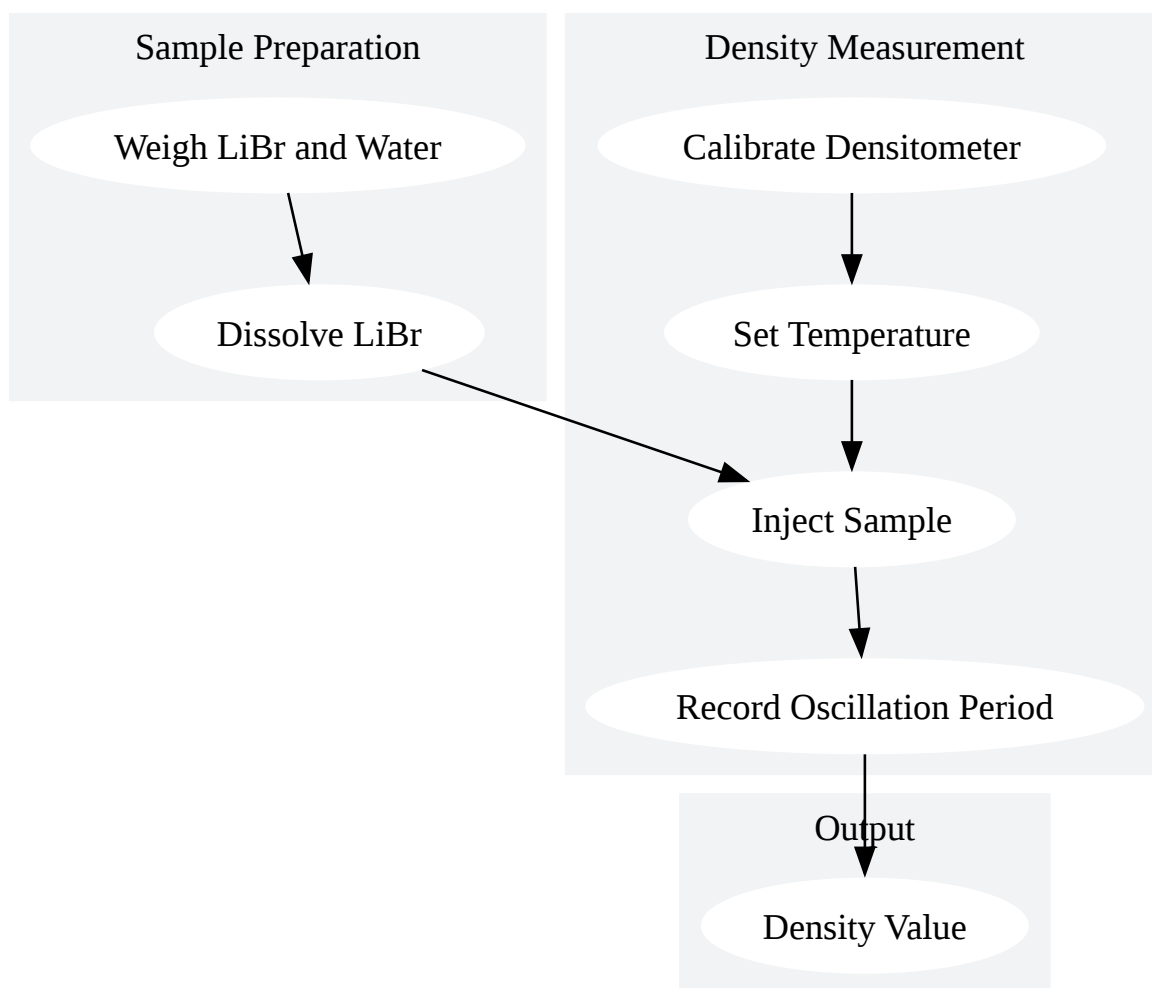 Sample Preparation
Weigh LiBr and Water
Dissolve LiBr
Density Measurement
Calibrate Densitometer
Set Temperature
Inject Sample
Record Oscillation Period
Output
Density Value